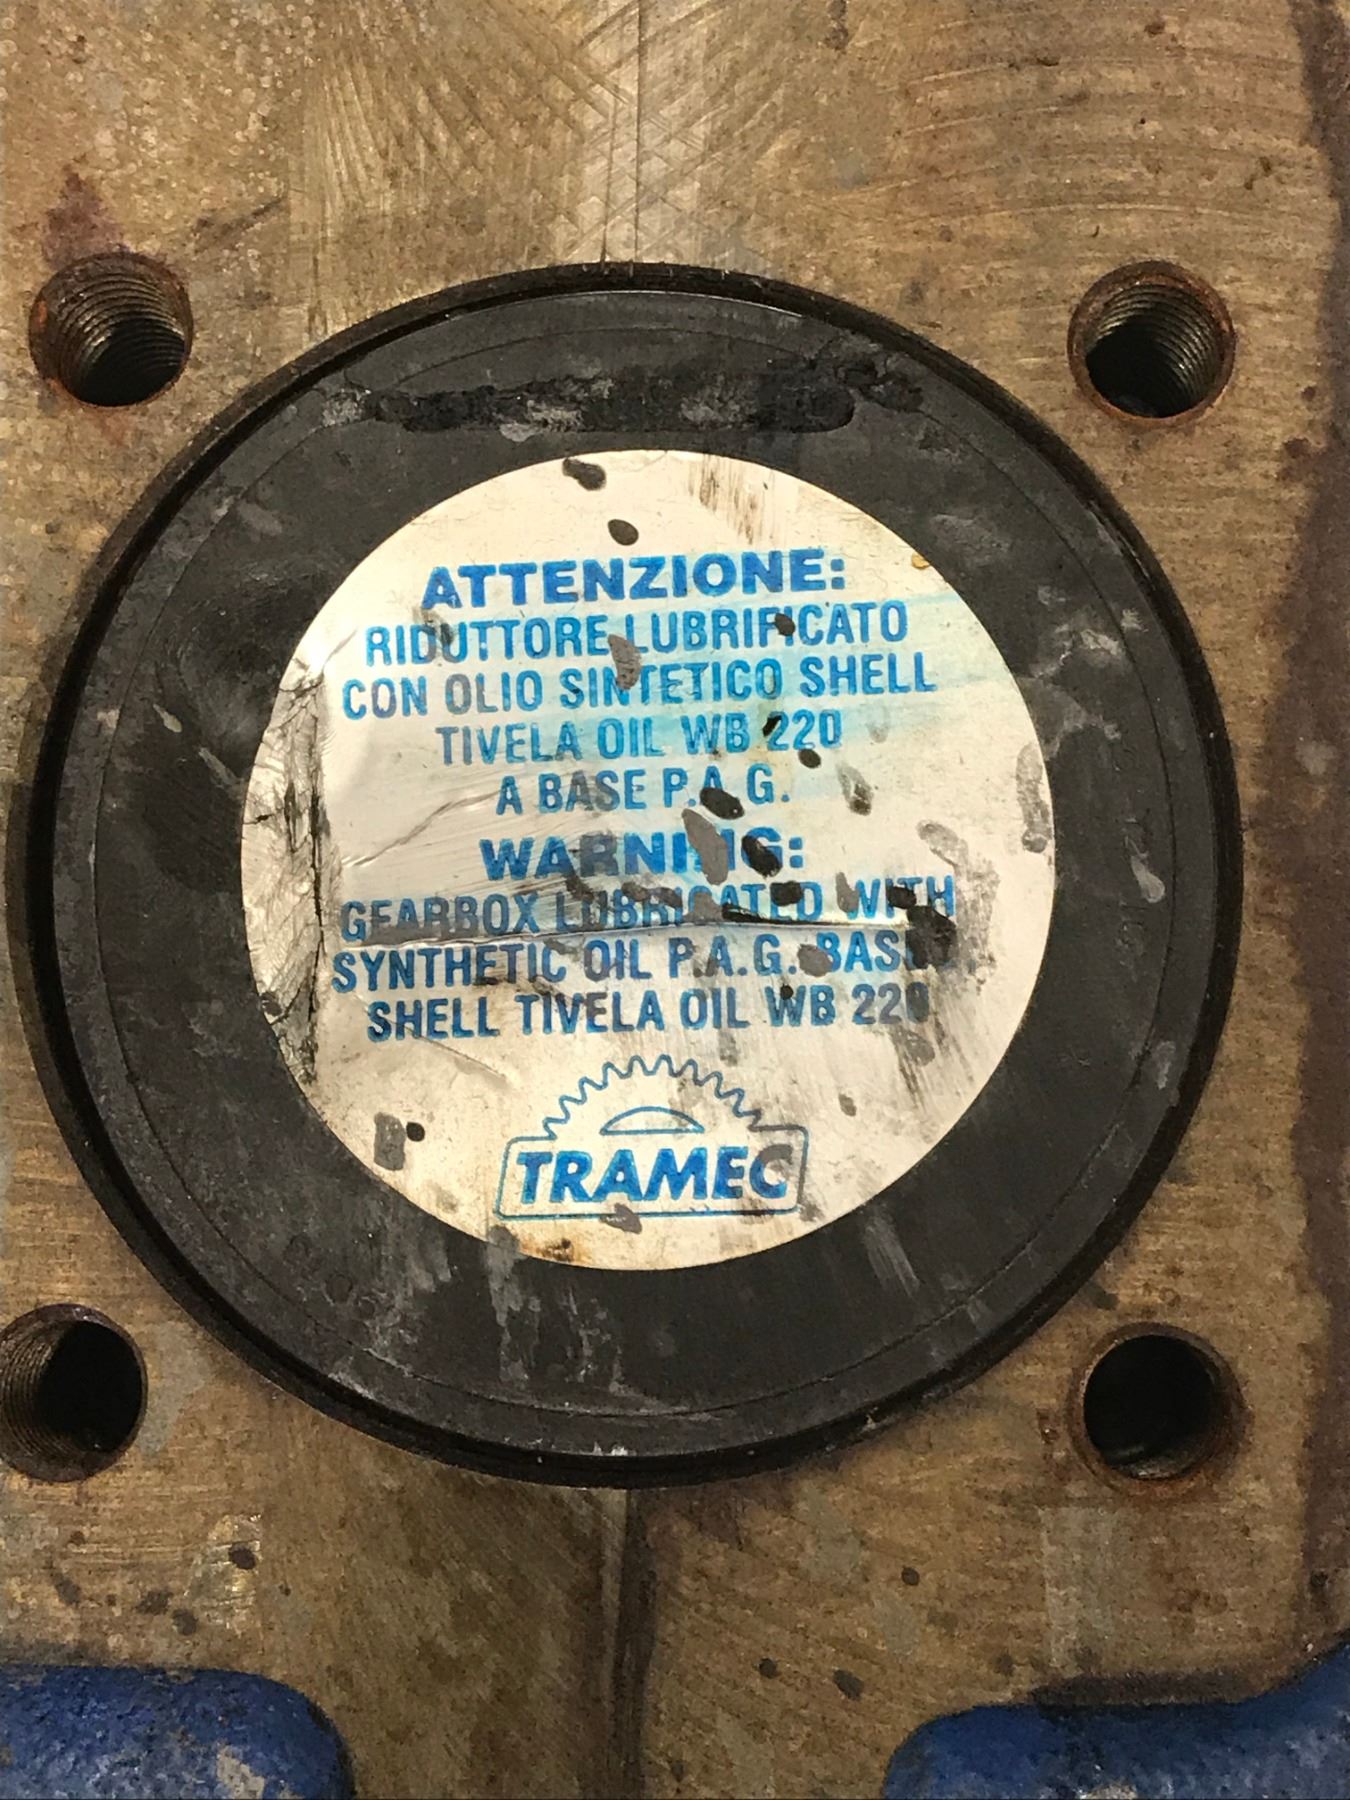 ATTENZIONE:
RIDUTTORE LUBRIFICATO
CON OLIO SINTETICO SHELL
TIVELA OIL WB 220
A BASE P.A.G.
WARNING:
GEARBOX LUBRICATED WITH
SYNTHETIC OIL P.A.G.
SHELL TIVELA OIL WB 220
TRAMEC